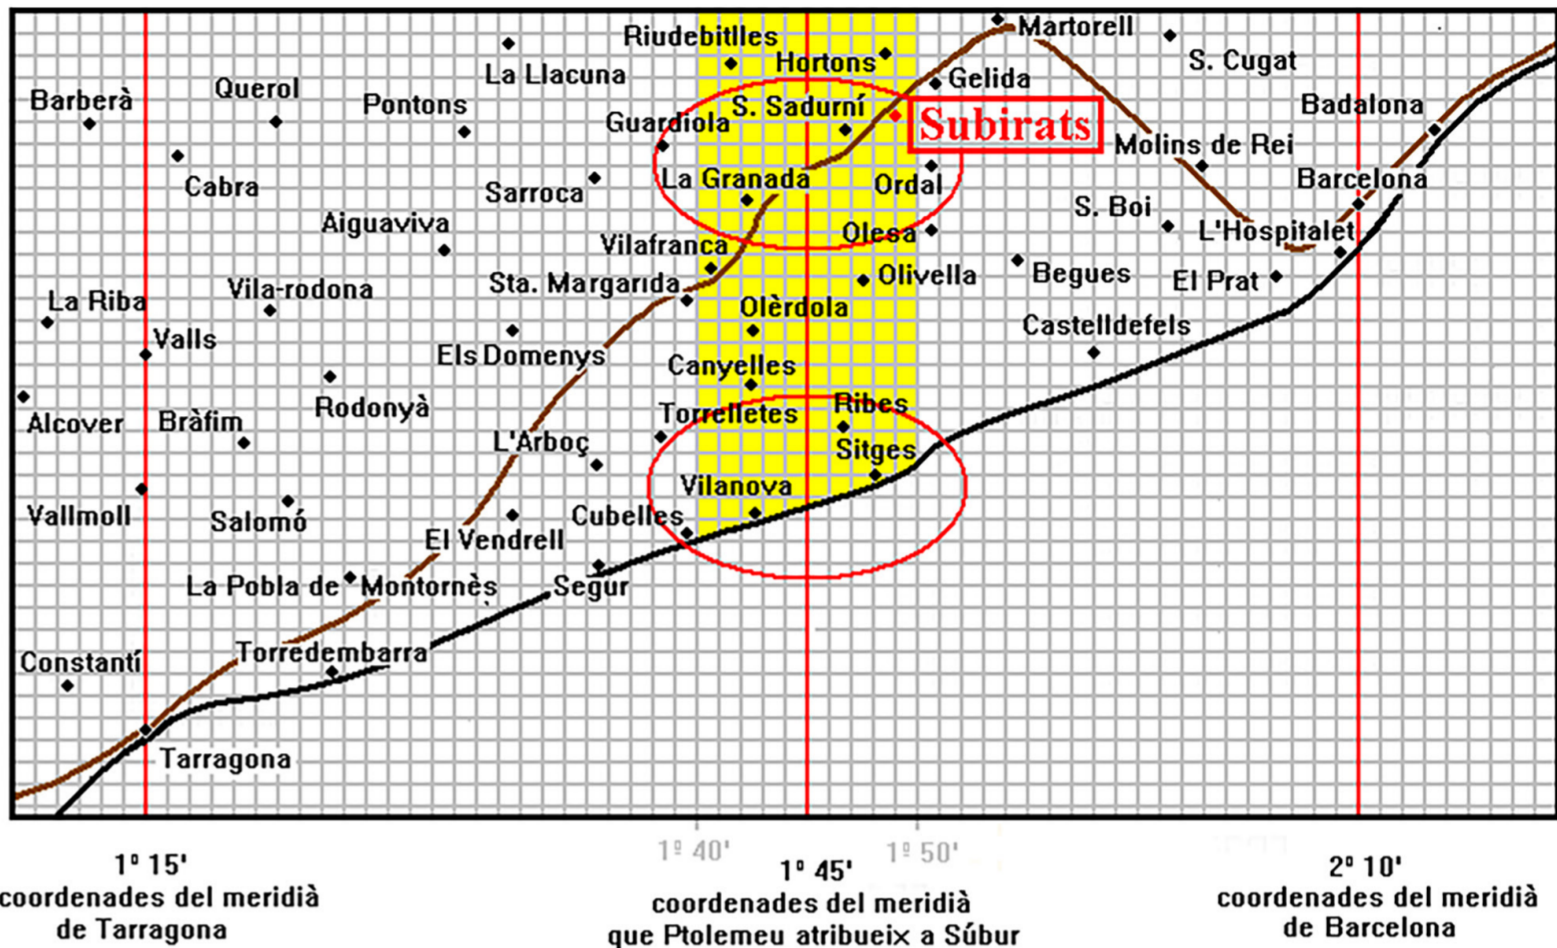 Martorell
Riudebitlles
La Llacuna
Hortons
S. Cugat
Querol
Gelida
Barberà
Pontons
S. Sadurní
Badalona
Guardiola
Subirats
Molins de Rei
Cabra
Sarroca
La Granada
Ordal
Barcelona
Aiguaviva
S. Boi
Vilafranca
Olesa
L'Hospitalet
Vila-rodona
Sta. Margarida
Olivella
Begues
El Prat
La Riba
Olèrdola
Valls
Castelldefels
Els Domenys
Canyelles
Alcover
Bràfim
Rodonyà
Torrelletes
Ribes
L'Arboç
Sitges
Vilanova
Vallmoll
Salomó
Cubelles
El Vendrell
La Pobla de Montornès
Segur
Constantí
Torredembarra
Tarragona
1º 15'
coordenades del meridià
de Tarragona
1º 40'
1º 45'
1º 50'
coordenades del meridià
que Ptolemeu atribueix a Súbur
2º 10'
coordenades del meridià
de Barcelona